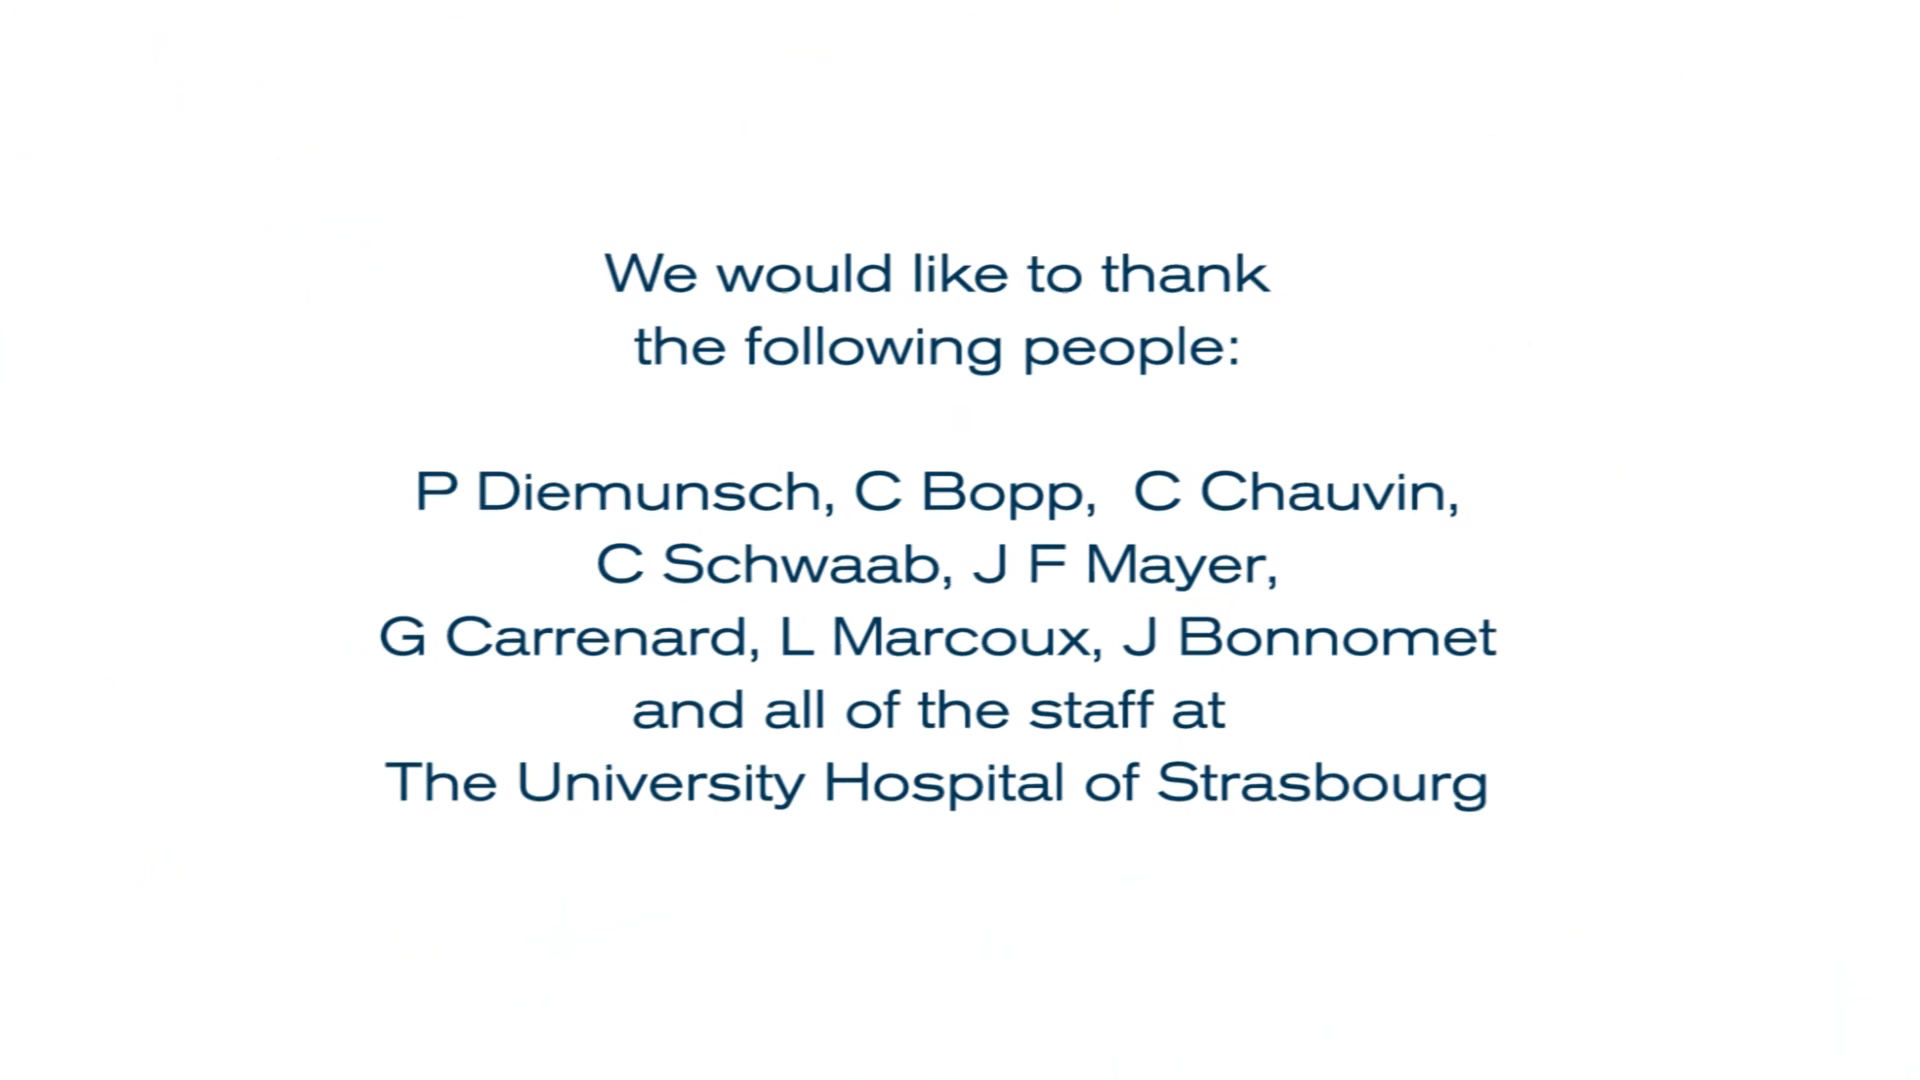 We would like to thank
the following people:
P Diemunsch, C Bopp,  C Chauvin,
C Schwaab, J F Mayer,
G Carrenard, L Marcoux, J Bonnomet
and all of the staff at
The University Hospital of Strasbourg